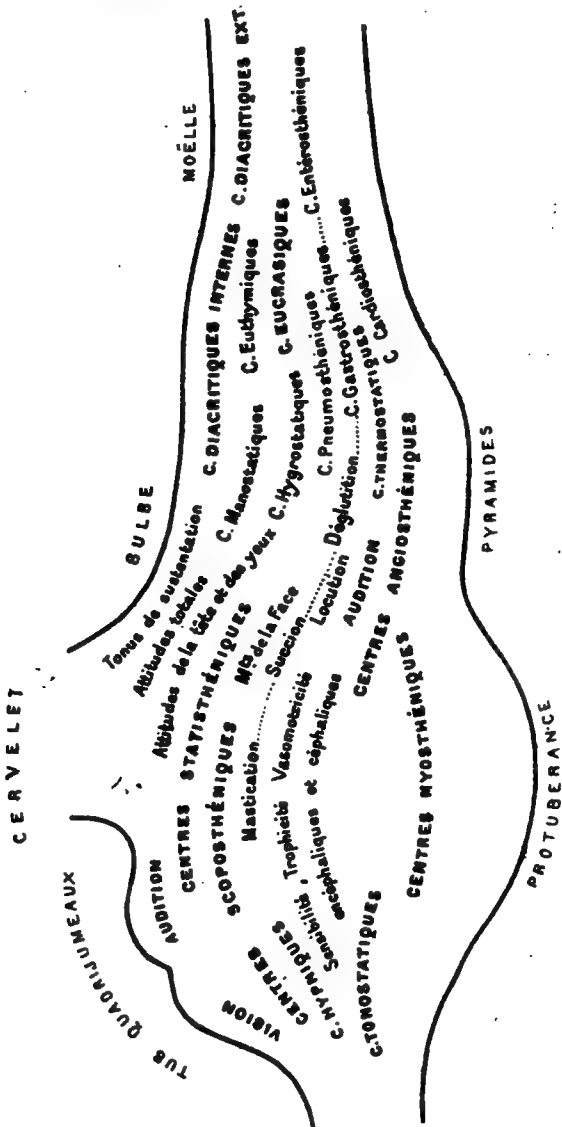 CERVELET
TUB QUADRIJUMEAUX
BULBE
MOËLLE
AUDITION
VISION
Tonus de sustentation
Attitudes totales
Attitudes de la tête et des yeux
CENTRES STATISTHÉNIQUES
SCOPOSTHÉNIQUES
Mts de la Face
Mastication.......Succion.......Déglutition.......C.Gastrosthéniques
Locution
AUDITION
C.DIACRITIQUES INTERNES
C.DIACRITIQUES EXT.
C.Manostatiques
C.Euthymiques
C.Hygrostatiques
C.EUCRASIQUES
C.Pneumosthéniques.......C.Entérosthéniques
C.THERMOSTATIQUES
C Cardiosthéniques
CENTRES
C.HYPNIQUES
Sensibilité, Trophicité Vasomotricité
encéphaliques et céphaliques
C.TONOSTATIQUES
CENTRES ANGIOSTHÉNIQUES
CENTRES MYOSTHÉNIQUES
PROTUBERANCE
PYRAMIDES